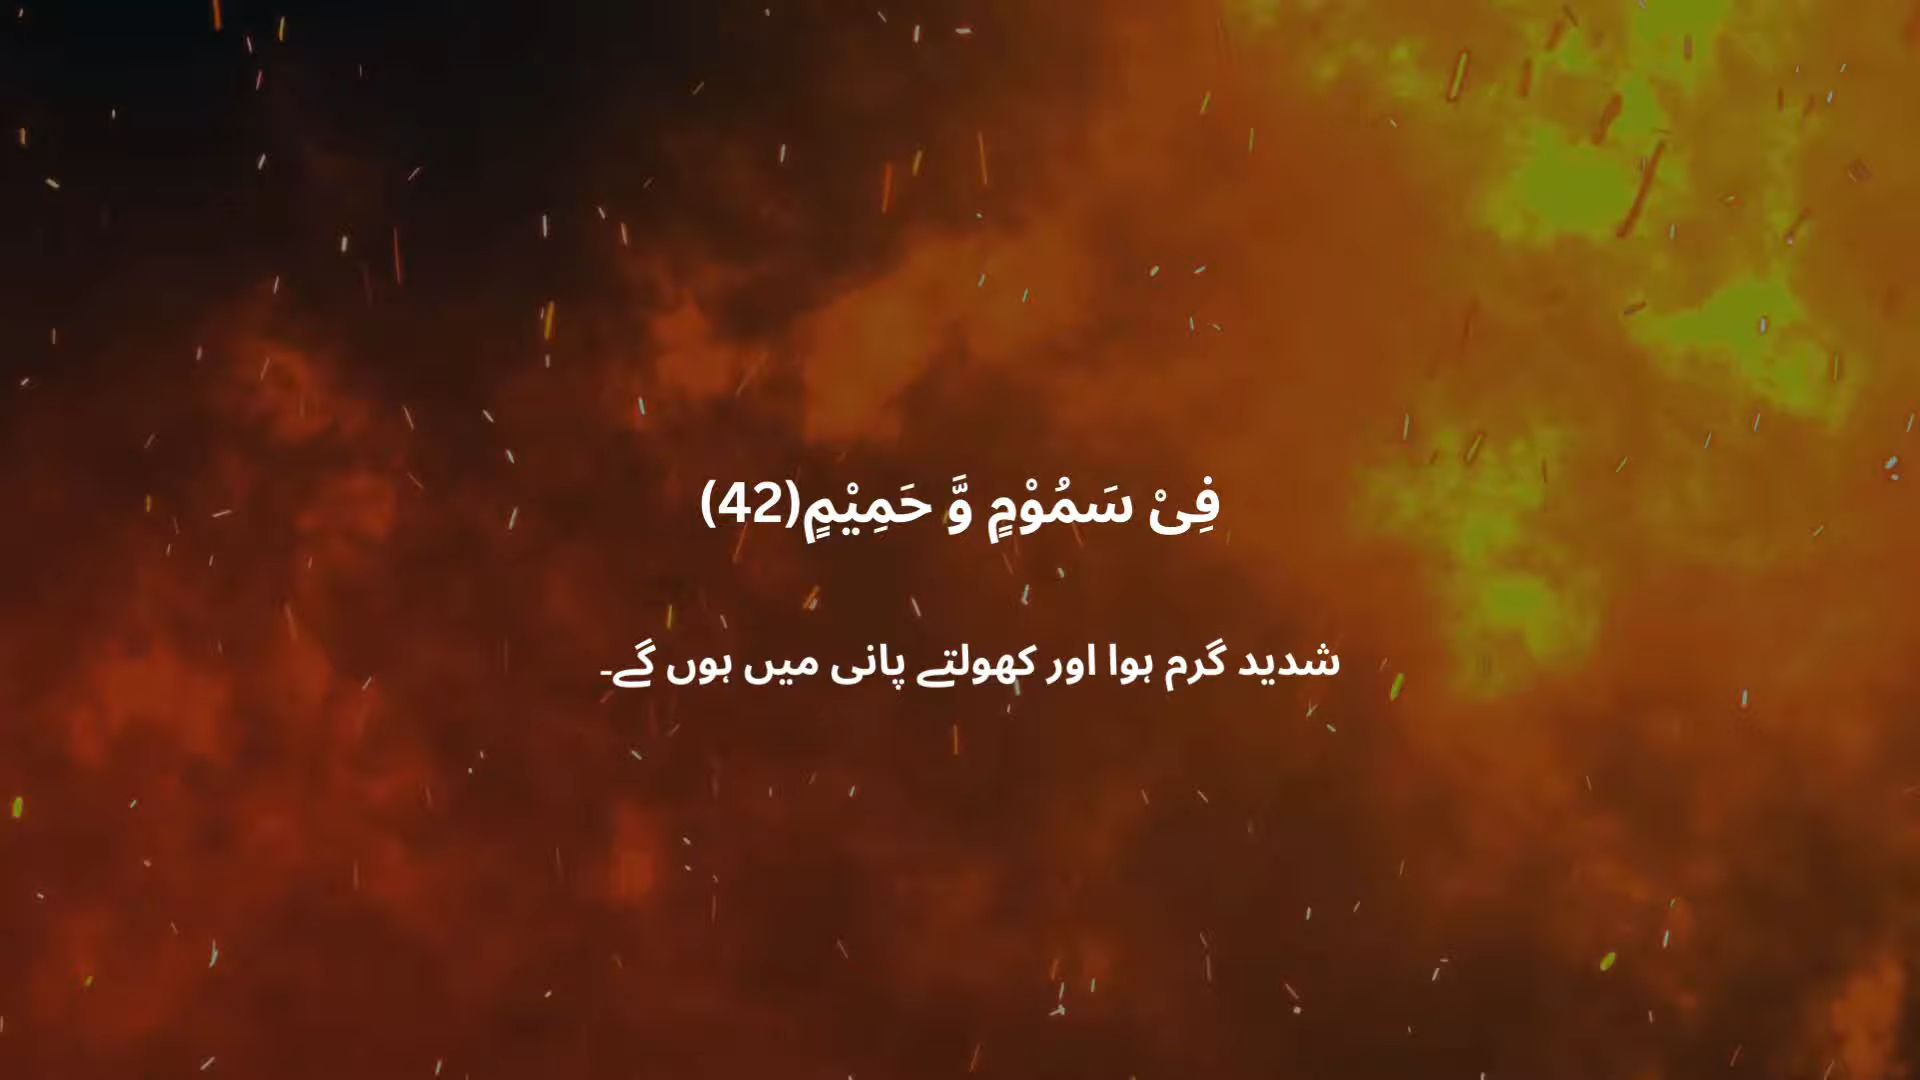 فِیْ سَمُوْمٍ وَّ حَمِیْمٍ(42)
شدید گرم ہوا اور کھولتے پانی میں ہوں گے۔